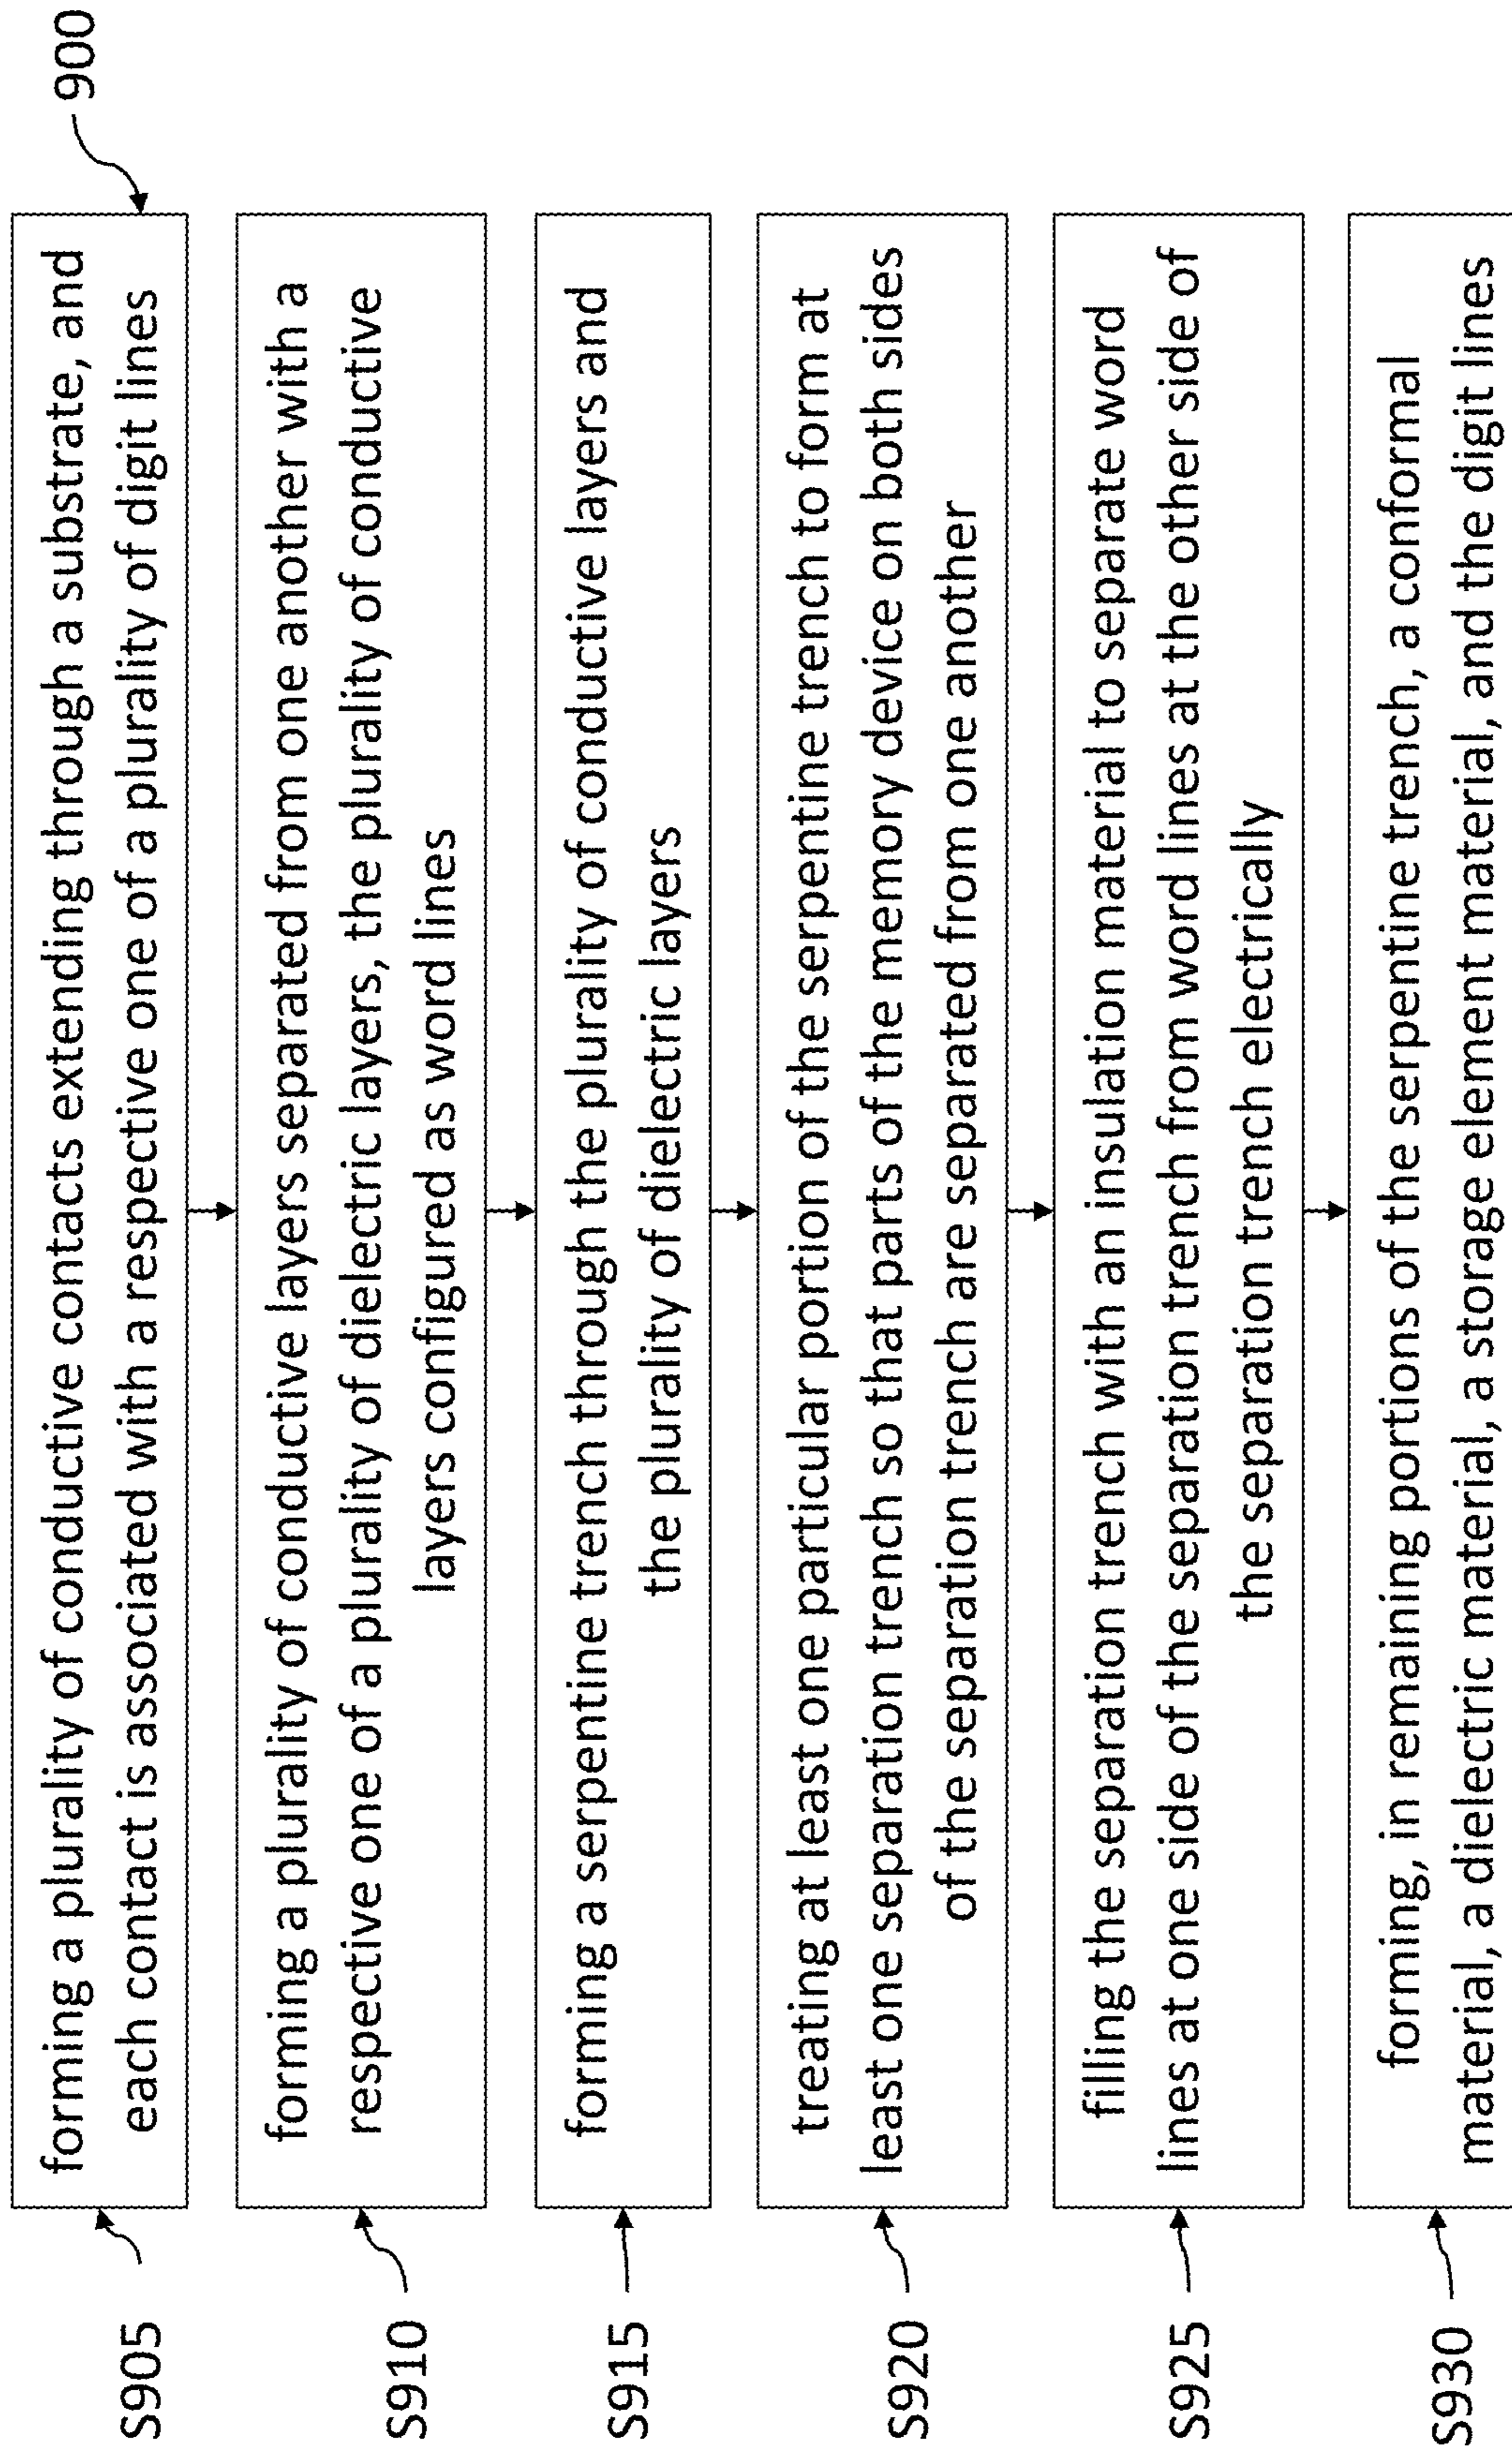 900
S905
forming a plurality of conductive contacts extending through a substrate, and
each contact is associated with a respective one of a plurality of digit lines
S910
forming a plurality of conductive layers separated from one another with a
respective one of a plurality of dielectric layers, the plurality of conductive
layers configured as word lines
S915
forming a serpentine trench through the plurality of conductive layers and
the plurality of dielectric layers
S920
treating at least one particular portion of the serpentine trench to form at
least one separation trench so that parts of the memory device on both sides
of the separation trench are separated from one another
S925
filling the separation trench with an insulation material to separate word
lines at one side of the separation trench from word lines at the other side of
the separation trench electrically
S930
forming, in remaining portions of the serpentine trench, a conformal
material, a dielectric material, a storage element material, and the digit lines